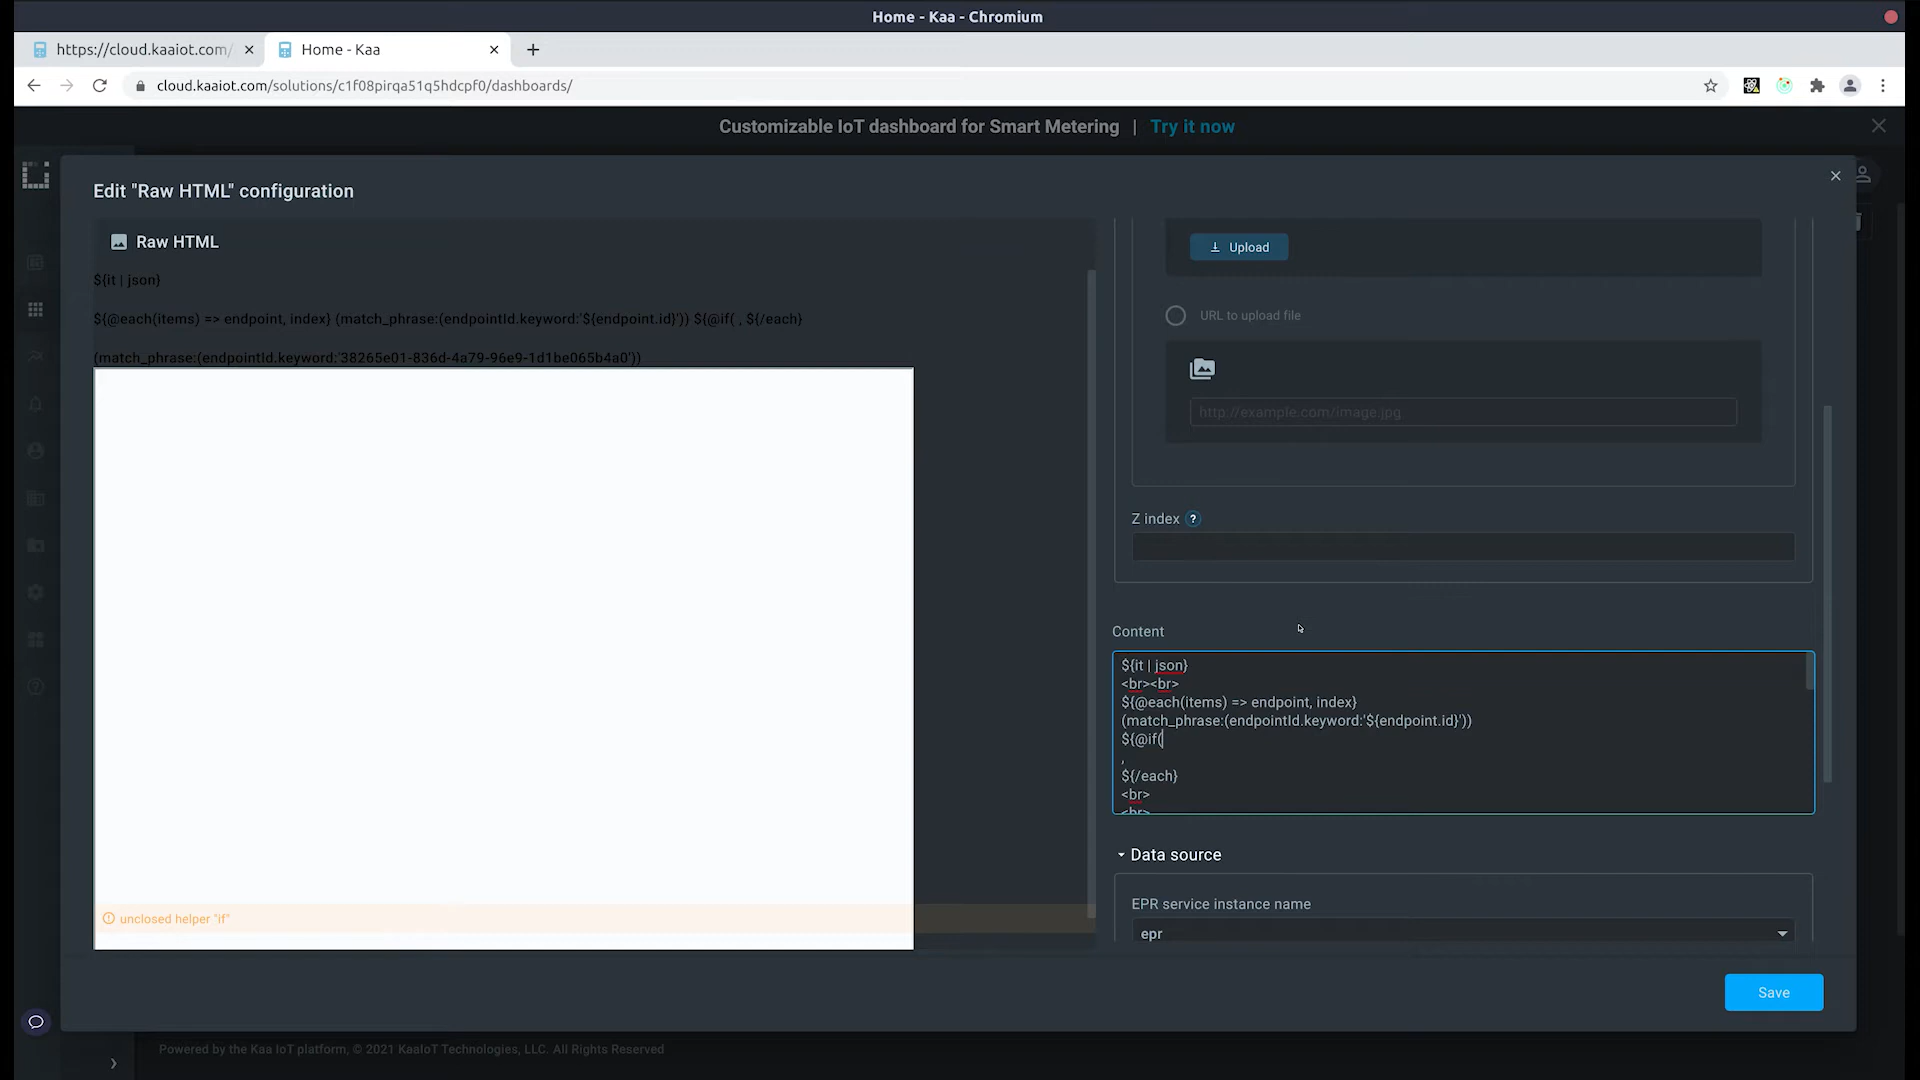 Home - Kaa - Chromium
https://cloud.kaaiot.com/
Home - Kaa
cloud.kaaiot.com/solutions/c1f08pirqa51q5hdcpf0/dashboards/
Customizable IoT dashboard for Smart Metering | Try it now
Edit "Raw HTML" configuration
Raw HTML
${it | json}
${@each(items) => endpoint, index} (match_phrase:(endpointId.keyword:'${endpoint.id}')) ${@if( , ${/each}
(match_phrase:(endpointId.keyword:'38265e01-836d-4a79-96e9-1d1be065b4a0'))
unclosed helper "if"
Upload
URL to upload file
http://example.com/image.jpg
Z index ?
Content
${it | json}
<br><br>
${@each(items) => endpoint, index}
(match_phrase:(endpointId.keyword:'${endpoint.id}'))
${@if(
,
${/each}
<br>
<br>
Data source
EPR service instance name
epr
Save
Powered by the Kaa IoT platform, © 2021 KaaIoT Technologies, LLC. All Rights Reserved